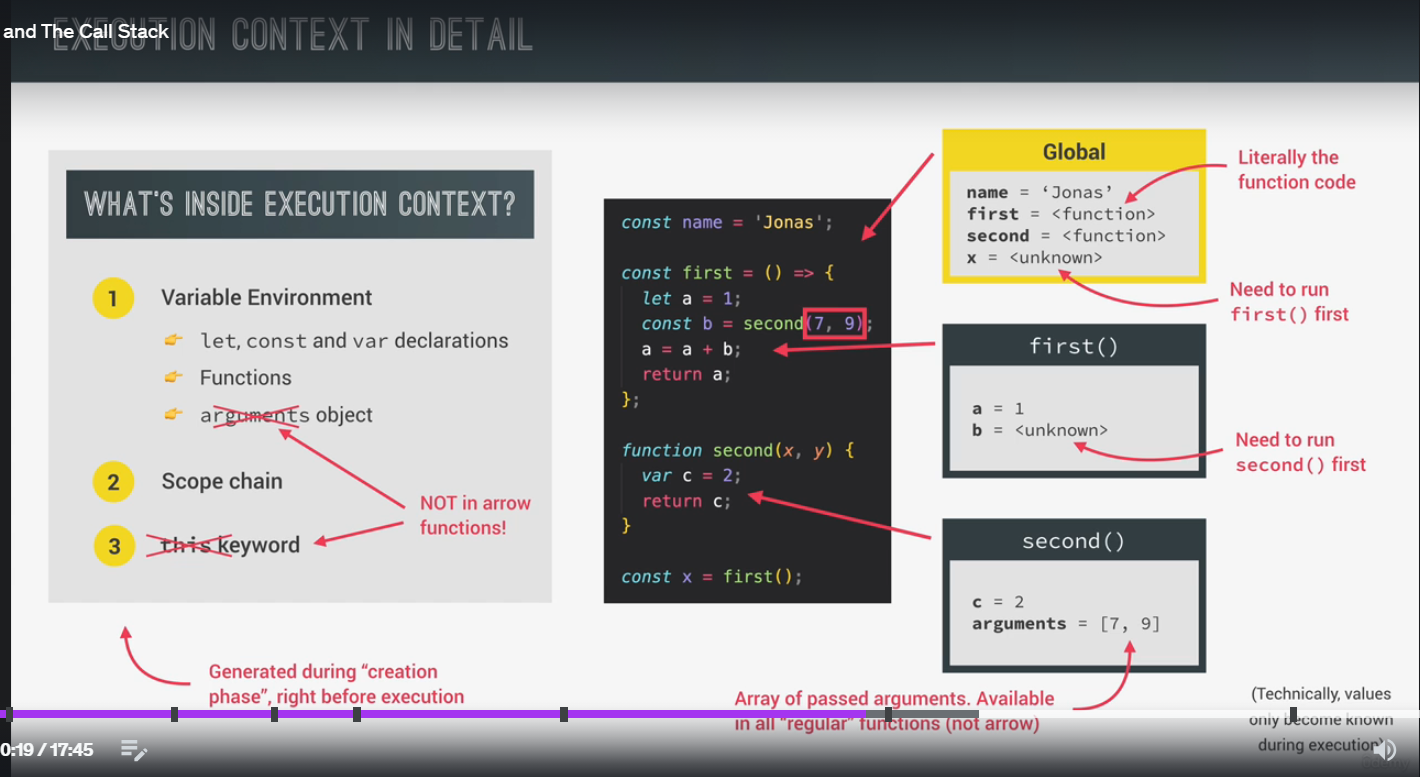 and The Call Stack
EXECUTION CONTEXT IN DETAIL
WHAT'S INSIDE EXECUTION CONTEXT?
1 Variable Environment
👉 let, const and var declarations
👉 Functions
👉 arguments object
2 Scope chain
3 this keyword
NOT in arrow
functions!
Generated during “creation
phase”, right before execution
const name = 'Jonas';
const first = () => {
let a = 1;
const b = second(7, 9);
a = a + b;
return a;
};
function second(x, y) {
var c = 2;
return c;
}
const x = first();
Global
name = ‘Jonas’
first = <function>
second = <function>
x = <unknown>
Literally the
function code
Need to run
first() first
first()
a = 1
b = <unknown>
Need to run
second() first
second()
c = 2
arguments = [7, 9]
Array of passed arguments. Available
in all “regular” functions (not arrow)
(Technically, values
only become known
during execution)
0:19 / 17:45